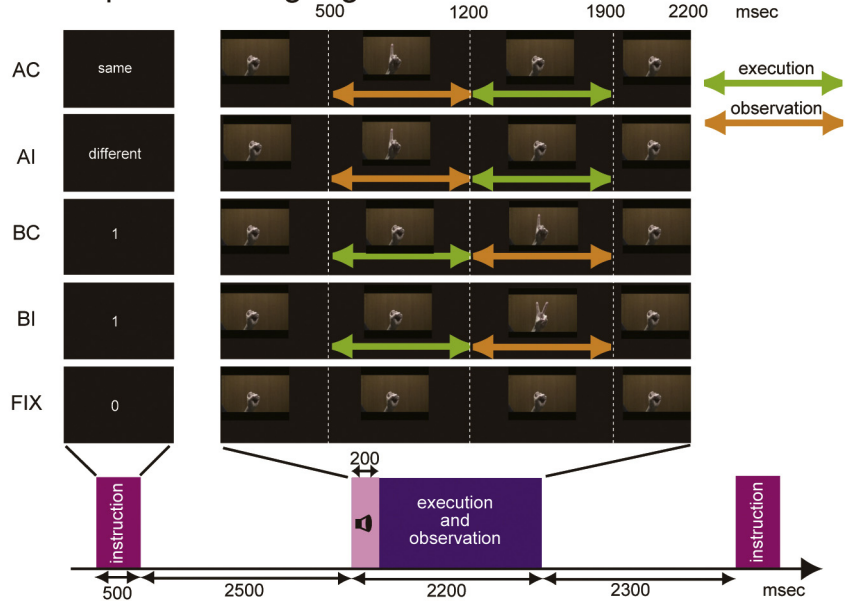 500 1200 1900 2200 msec
AC same execution
observation
AI different
BC 1
BI 1
FIX 0
200
instruction
execution
and
observation
instruction
500 2500 2200 2300 msec